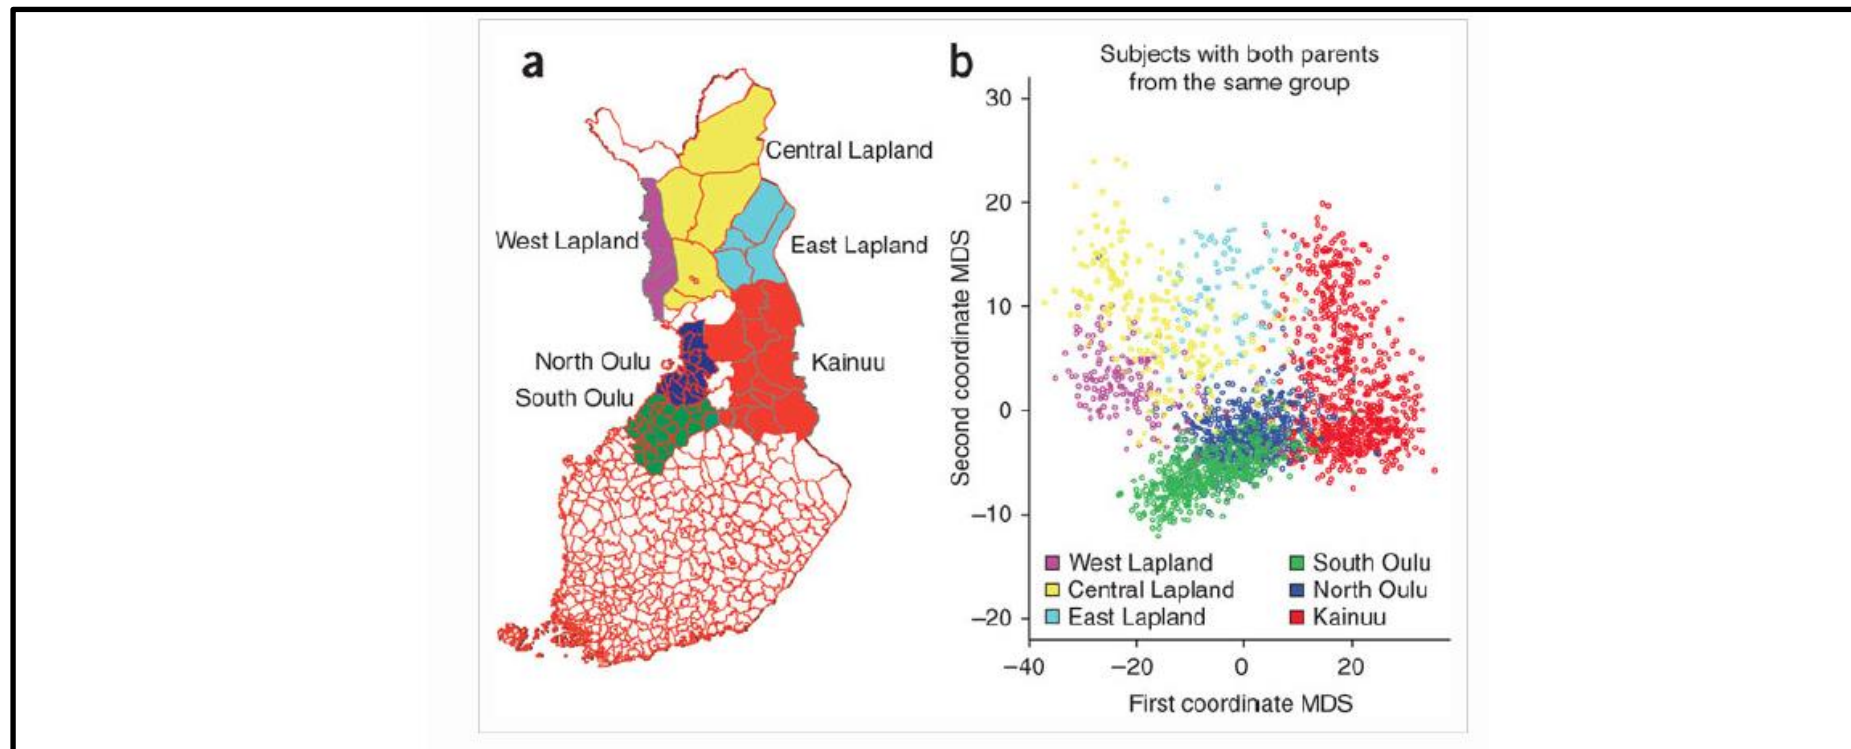 a
Central Lapland
West Lapland
East Lapland
North Oulu
Kainuu
South Oulu
b
Subjects with both parents
from the same group
30
20
10
0
−10
−20
Second coordinate MDS
West Lapland
Central Lapland
East Lapland
South Oulu
North Oulu
Kainuu
−40
−20
0
20
First coordinate MDS